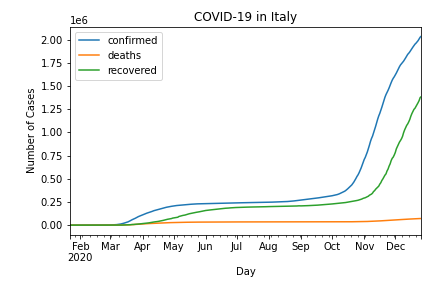 COVID-19 in Italy
1e6
confirmed
deaths
recovered
Number of Cases
2.00
1.75
1.50
1.25
1.00
0.75
0.50
0.25
0.00
Feb Mar Apr May Jun Jul Aug Sep Oct Nov Dec
2020
Day